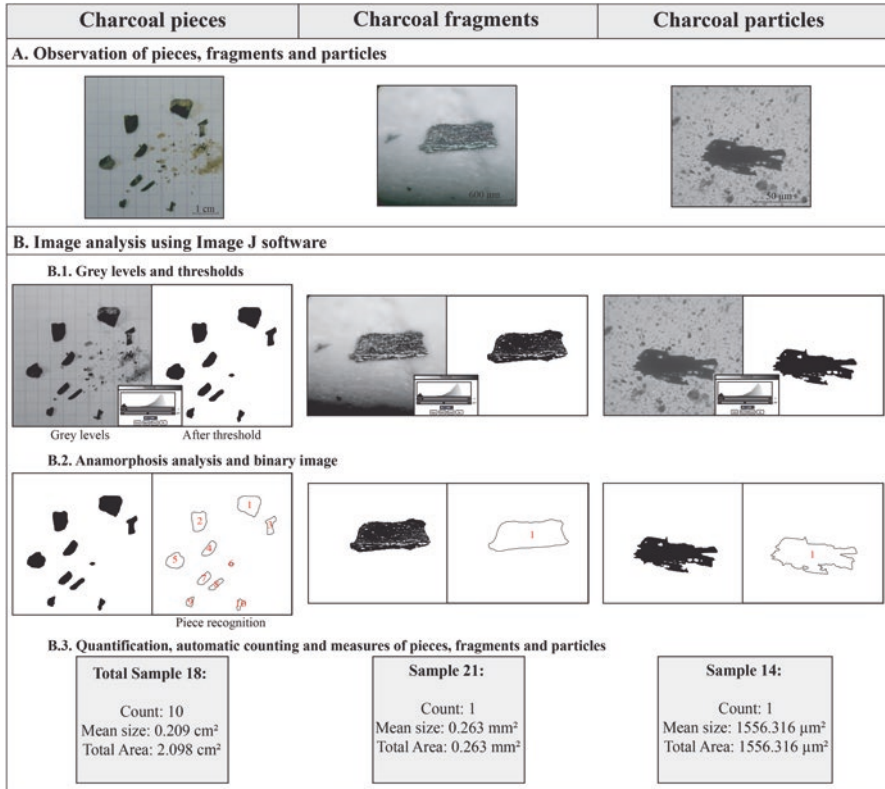 Charcoal pieces
Charcoal fragments
Charcoal particles
A. Observation of pieces, fragments and particles
1 cm
600 µm
50 µm
B. Image analysis using Image J software
B.1. Grey levels and thresholds
Grey levels
After threshold
B.2. Anamorphosis analysis and binary image
1
2
3
4
5
6
7
8
9
10
1
1
Piece recognition
B.3. Quantification, automatic counting and measures of pieces, fragments and particles
Total Sample 18:
Count: 10
Mean size: 0.209 cm²
Total Area: 2.098 cm²
Sample 21:
Count: 1
Mean size: 0.263 mm²
Total Area: 0.263 mm²
Sample 14:
Count: 1
Mean size: 1556.316 µm²
Total Area: 1556.316 µm²